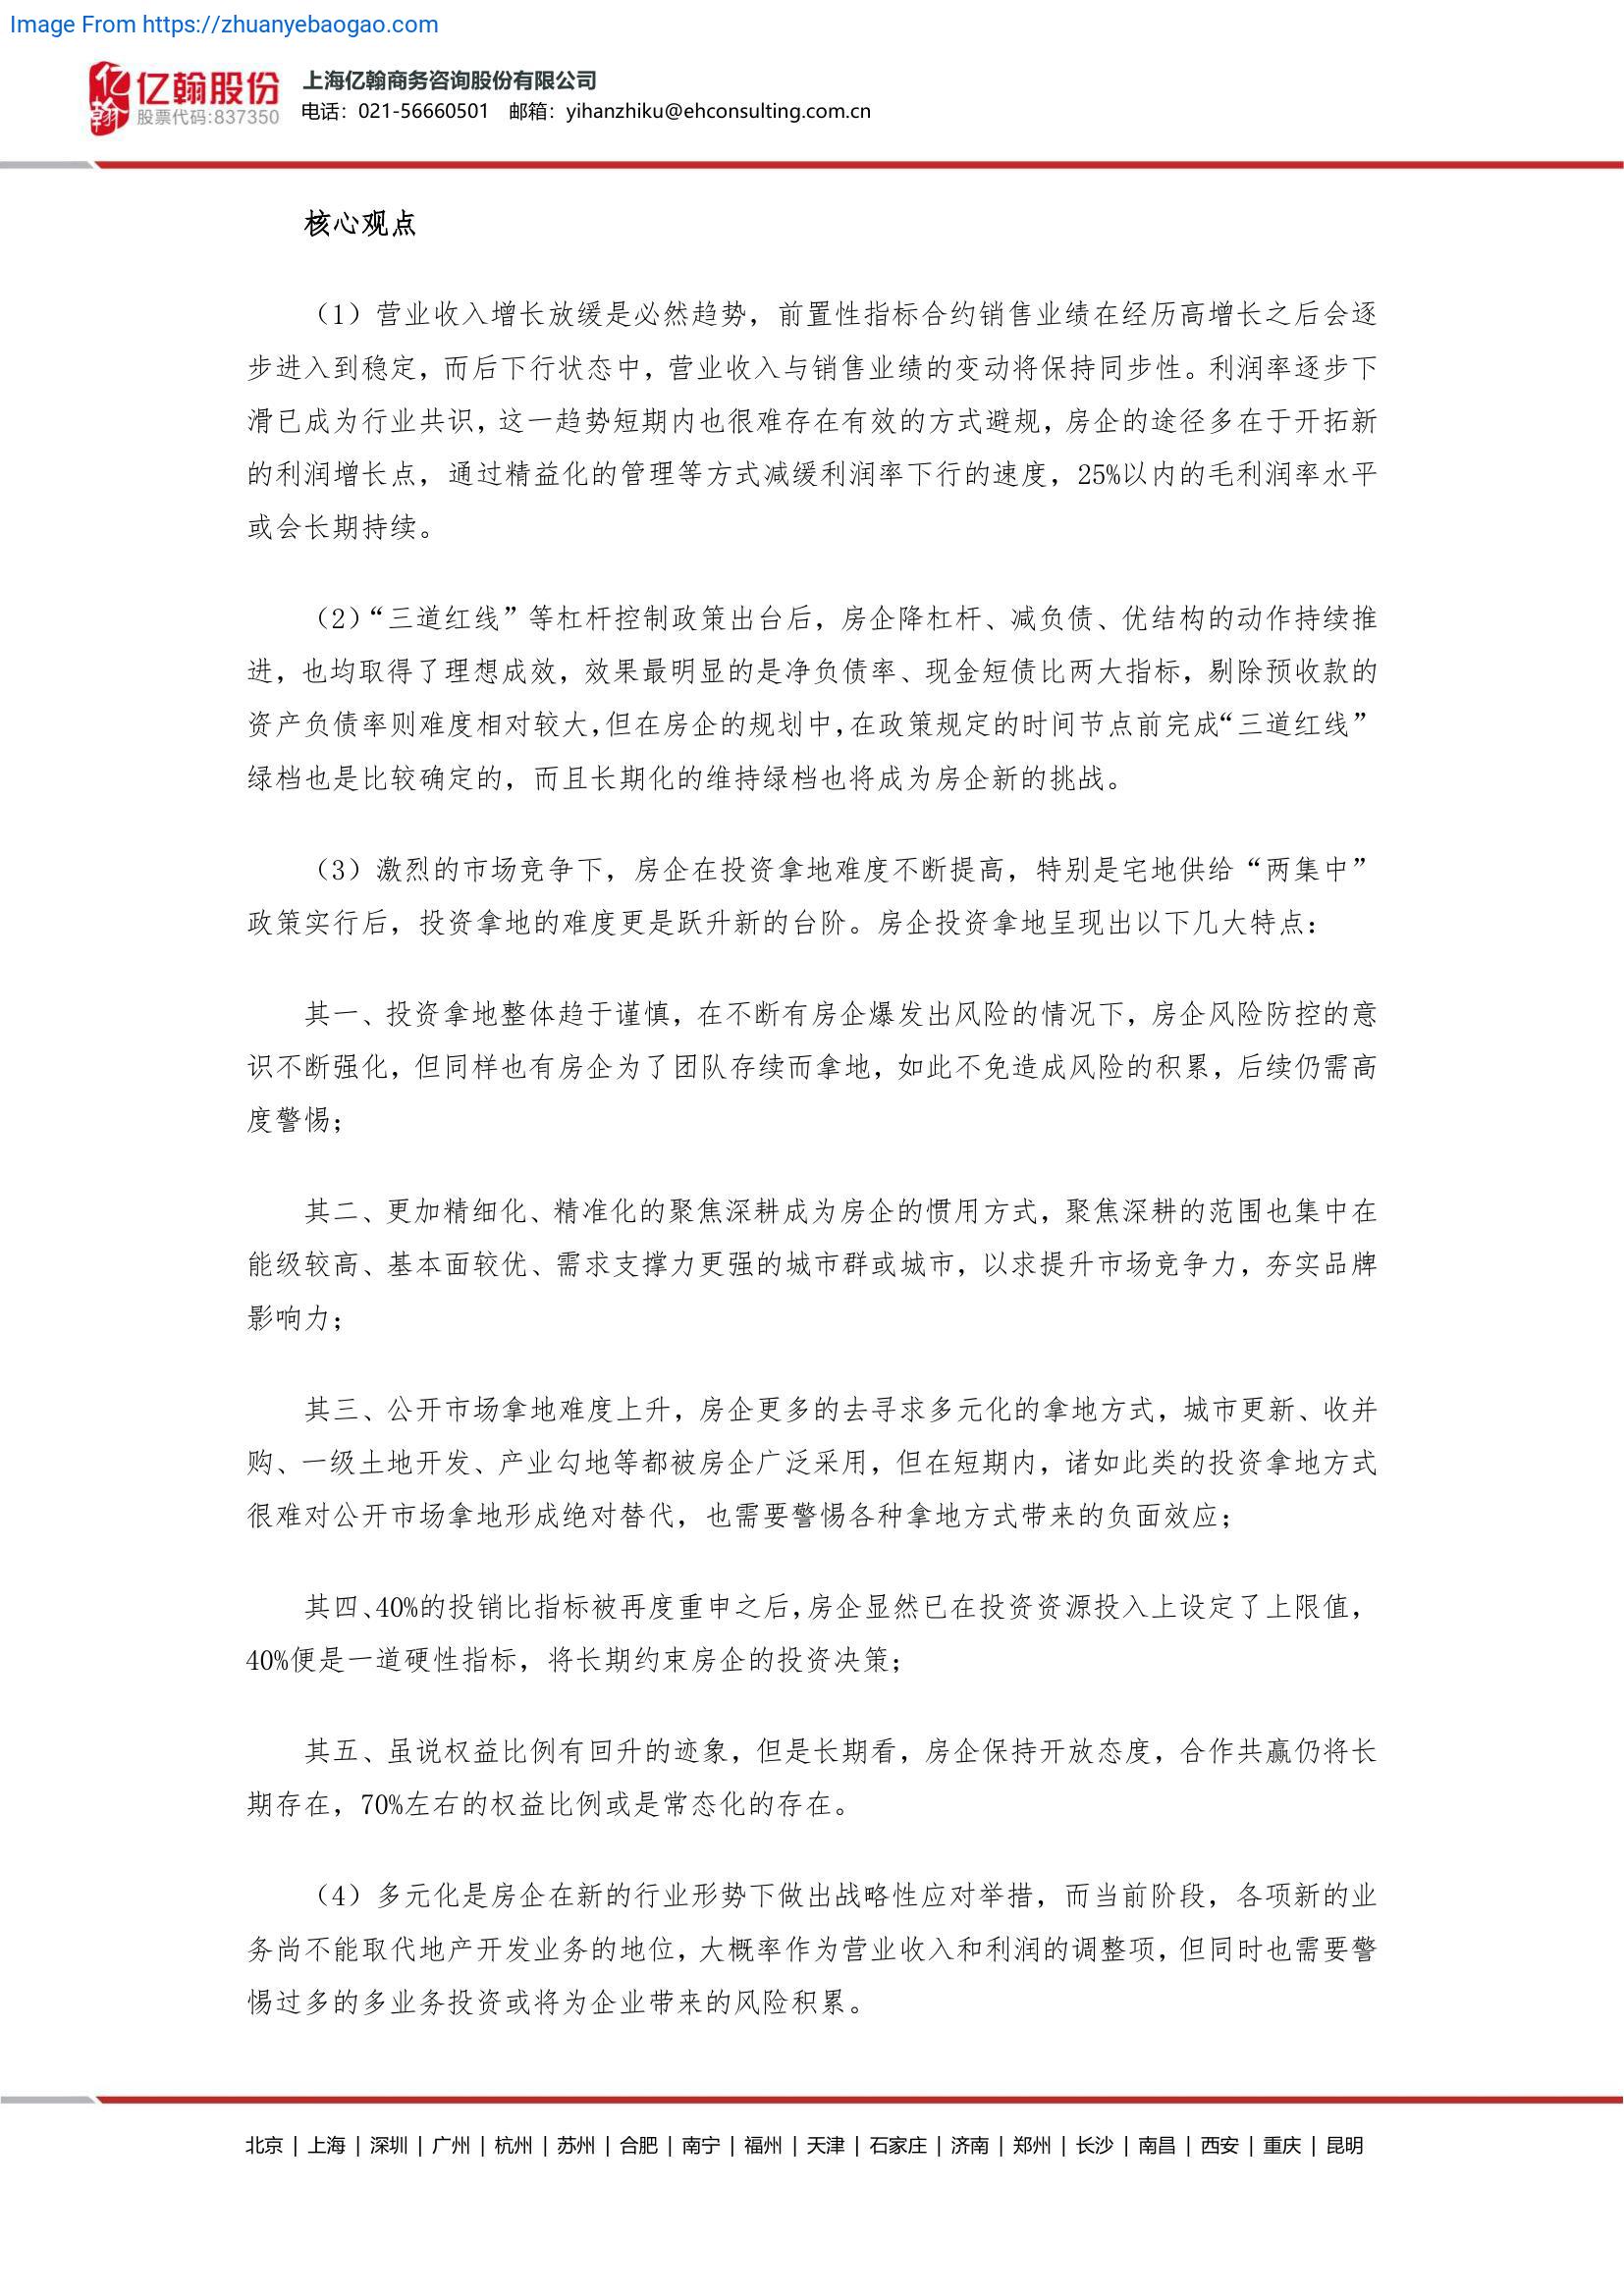 Image From https://zhuanyebaogao.com
亿翰
亿翰股份
股票代码:837350
上海亿翰商务咨询股份有限公司
电话：021-56660501 邮箱：yihanzhiku@ehconsulting.com.cn
核心观点
（1）营业收入增长放缓是必然趋势，前置性指标合约销售业绩在经历高增长之后会逐
步进入到稳定，而后下行状态中，营业收入与销售业绩的变动将保持同步性。利润率逐步下
滑已成为行业共识，这一趋势短期内也很难存在有效的方式避规，房企的途径多在于开拓新
的利润增长点，通过精益化的管理等方式减缓利润率下行的速度，25%以内的毛利润率水平
或会长期持续。
（2）“三道红线”等杠杆控制政策出台后，房企降杠杆、减负债、优结构的动作持续推
进，也均取得了理想成效，效果最明显的是净负债率、现金短债比两大指标，剔除预收款的
资产负债率则难度相对较大，但在房企的规划中，在政策规定的时间节点前完成“三道红线”
绿档也是比较确定的，而且长期化的维持绿档也将成为房企新的挑战。
（3）激烈的市场竞争下，房企在投资拿地难度不断提高，特别是宅地供给“两集中”
政策实行后，投资拿地的难度更是跃升新的台阶。房企投资拿地呈现出以下几大特点：
其一、投资拿地整体趋于谨慎，在不断有房企爆发出风险的情况下，房企风险防控的意
识不断强化，但同样也有房企为了团队存续而拿地，如此不免造成风险的积累，后续仍需高
度警惕；
其二、更加精细化、精准化的聚焦深耕成为房企的惯用方式，聚焦深耕的范围也集中在
能级较高、基本面较优、需求支撑力更强的城市群或城市，以求提升市场竞争力，夯实品牌
影响力；
其三、公开市场拿地难度上升，房企更多的去寻求多元化的拿地方式，城市更新、收并
购、一级土地开发、产业勾地等都被房企广泛采用，但在短期内，诸如此类的投资拿地方式
很难对公开市场拿地形成绝对替代，也需要警惕各种拿地方式带来的负面效应；
其四、40%的投销比指标被再度重申之后，房企显然已在投资资源投入上设定了上限值，
40%便是一道硬性指标，将长期约束房企的投资决策；
其五、虽说权益比例有回升的迹象，但是长期看，房企保持开放态度，合作共赢仍将长
期存在，70%左右的权益比例或是常态化的存在。
（4）多元化是房企在新的行业形势下做出战略性应对举措，而当前阶段，各项新的业
务尚不能取代地产开发业务的地位，大概率作为营业收入和利润的调整项，但同时也需要警
惕过多的多业务投资或将为企业带来的风险积累。
北京 | 上海 | 深圳 | 广州 | 杭州 | 苏州 | 合肥 | 南宁 | 福州 | 天津 | 石家庄 | 济南 | 郑州 | 长沙 | 南昌 | 西安 | 重庆 | 昆明